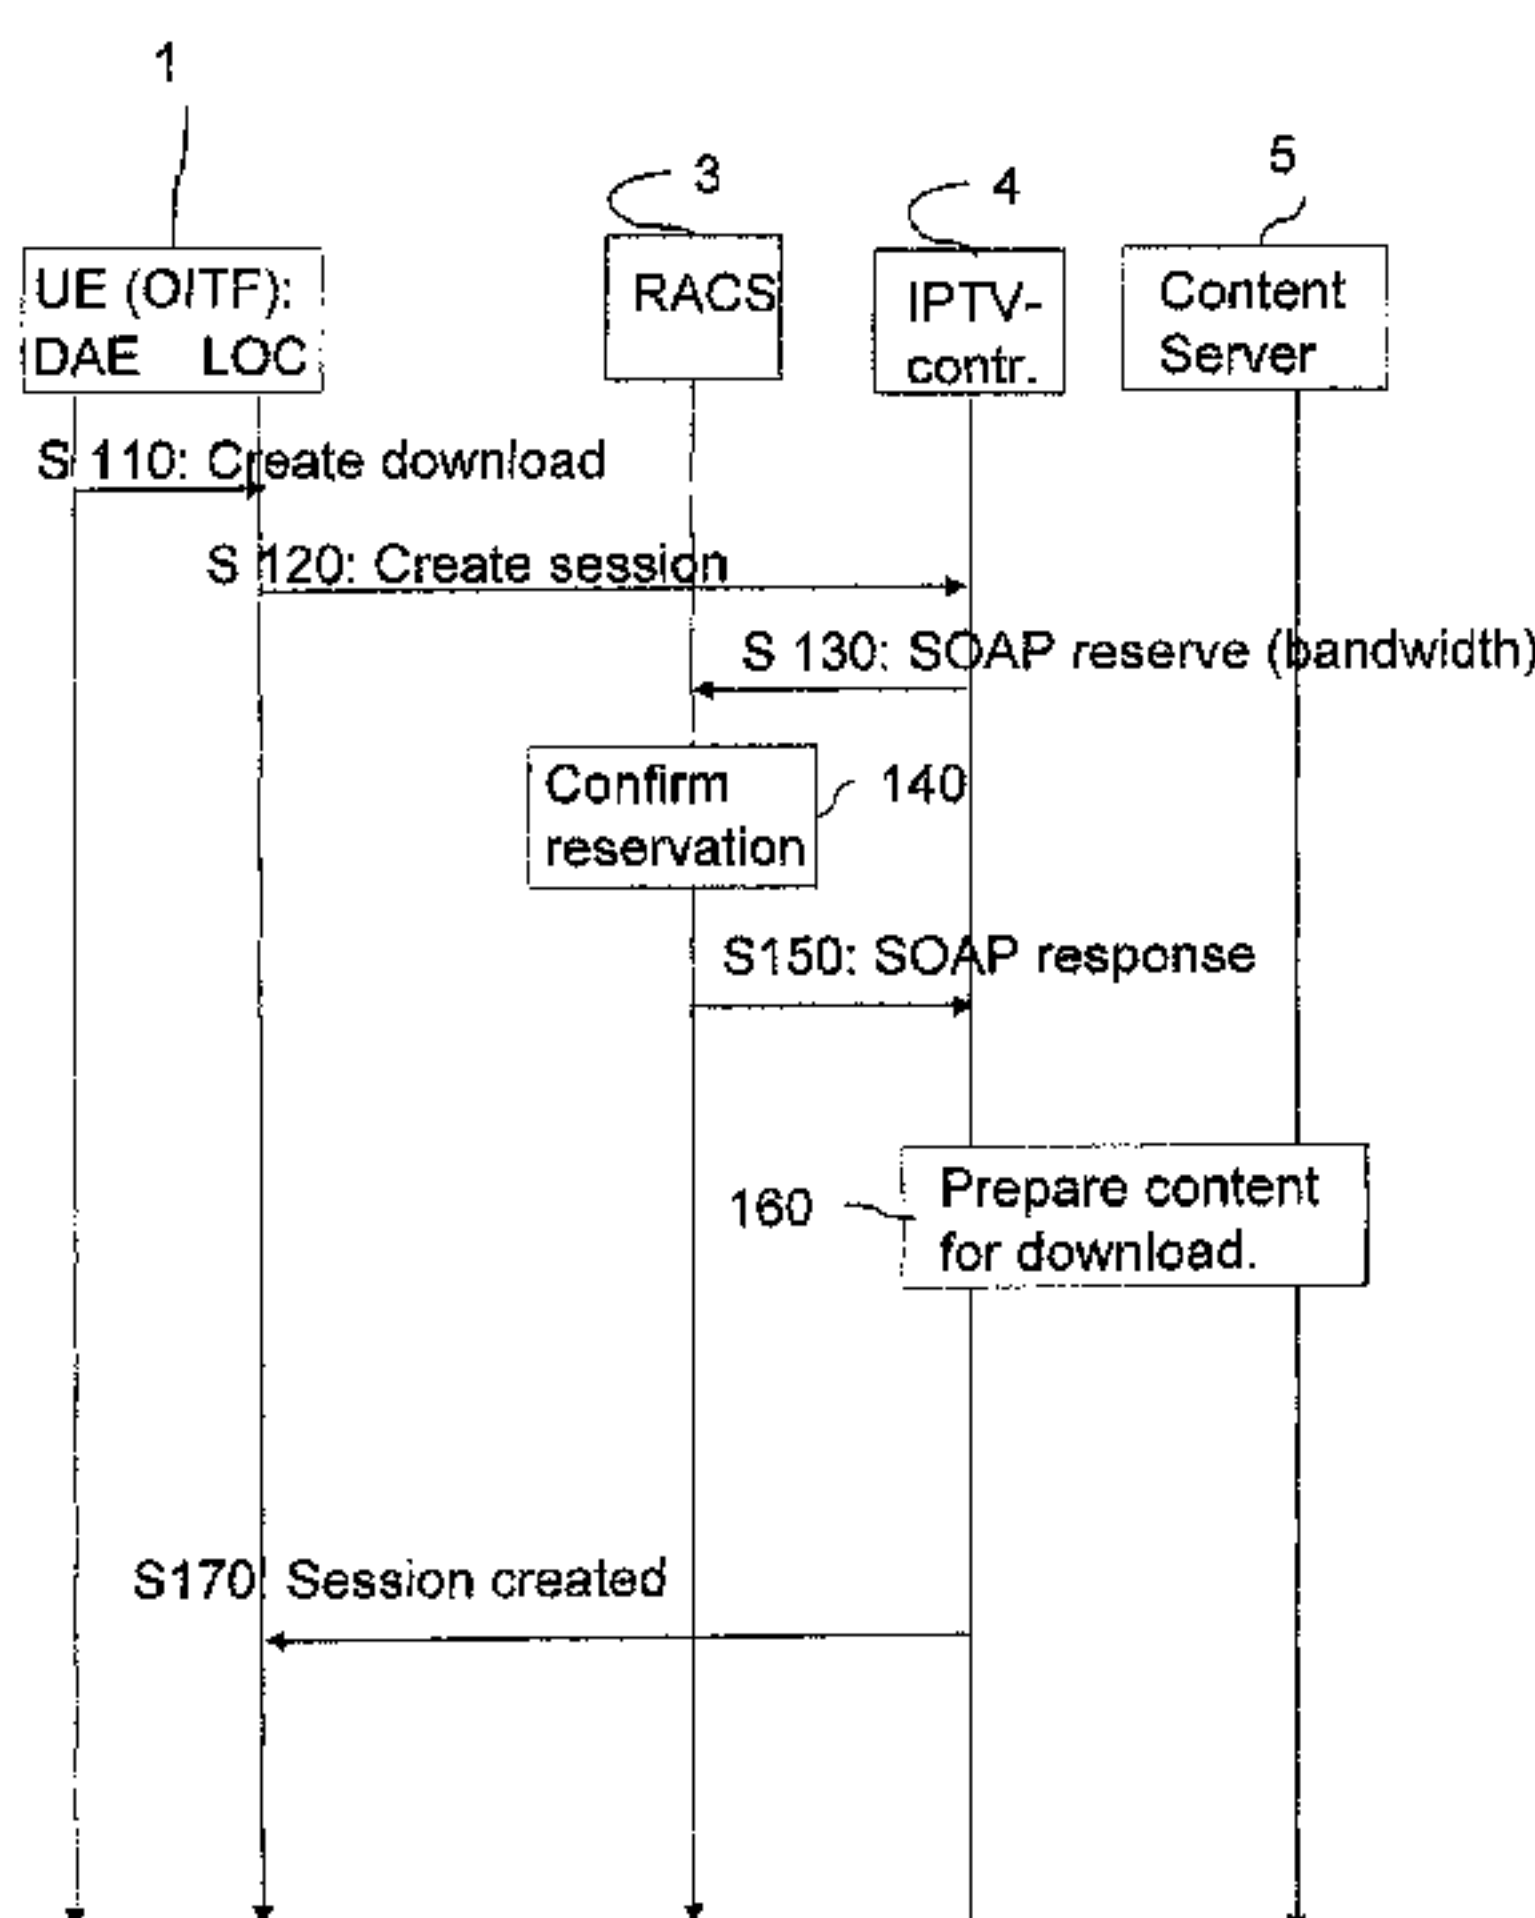 1
3
4
5
UE (OITF):
DAE LOC
RACS
IPTV-
contr.
Content
Server
S 110: Create download
S 120: Create session
S 130: SOAP reserve (bandwidth)
Confirm
reservation
140
S150: SOAP response
160
Prepare content
for download.
S170: Session created